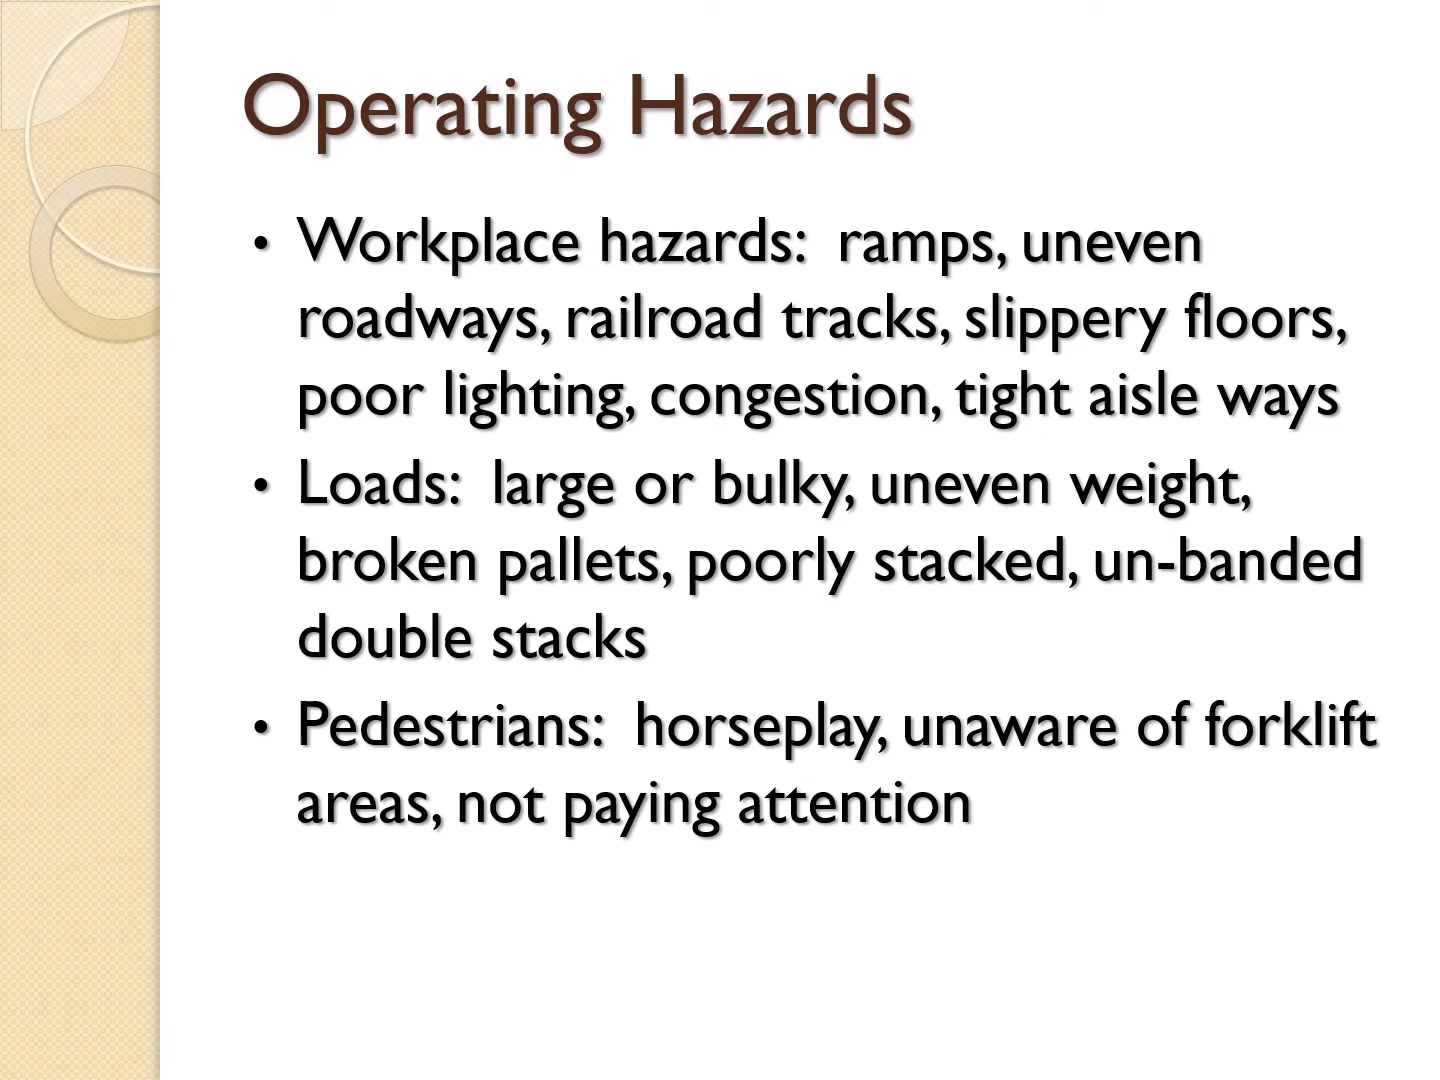 Operating Hazards
• Workplace hazards:  ramps, uneven
roadways, railroad tracks, slippery floors,
poor lighting, congestion, tight aisle ways
• Loads:  large or bulky, uneven weight,
broken pallets, poorly stacked, un-banded
double stacks
• Pedestrians:  horseplay, unaware of forklift
areas, not paying attention